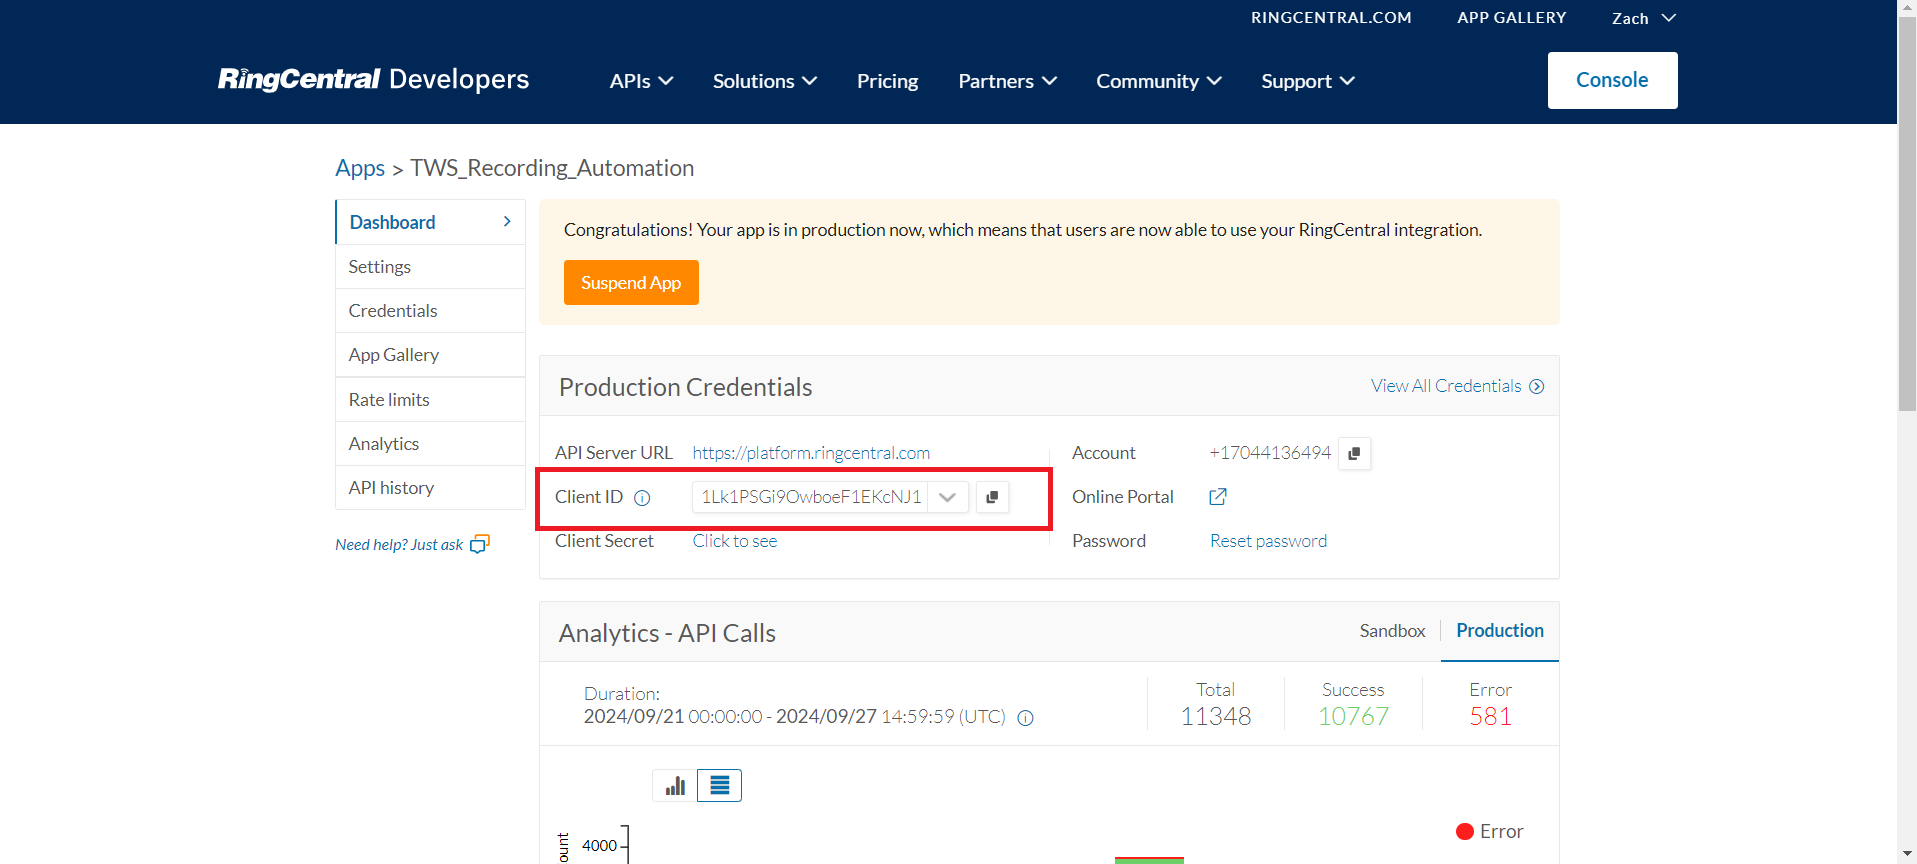 RINGCENTRAL.COM APP GALLERY Zach
RingCentral Developers APIs Solutions Pricing Partners Community Support Console
Apps > TWS_Recording_Automation
Dashboard
Settings
Credentials
App Gallery
Rate limits
Analytics
API history
Need help? Just ask
Congratulations! Your app is in production now, which means that users are now able to use your RingCentral integration.
Suspend App
Production Credentials View All Credentials
API Server URL https://platform.ringcentral.com Account +17044136494
Client ID 1Lk1PSGi9OwboeF1EKcNJ1 Online Portal
Client Secret Click to see Password Reset password
Analytics - API Calls Sandbox Production
Duration:
2024/09/21 00:00:00 - 2024/09/27 14:59:59 (UTC)
Total Success Error
11348 10767 581
Error
4000